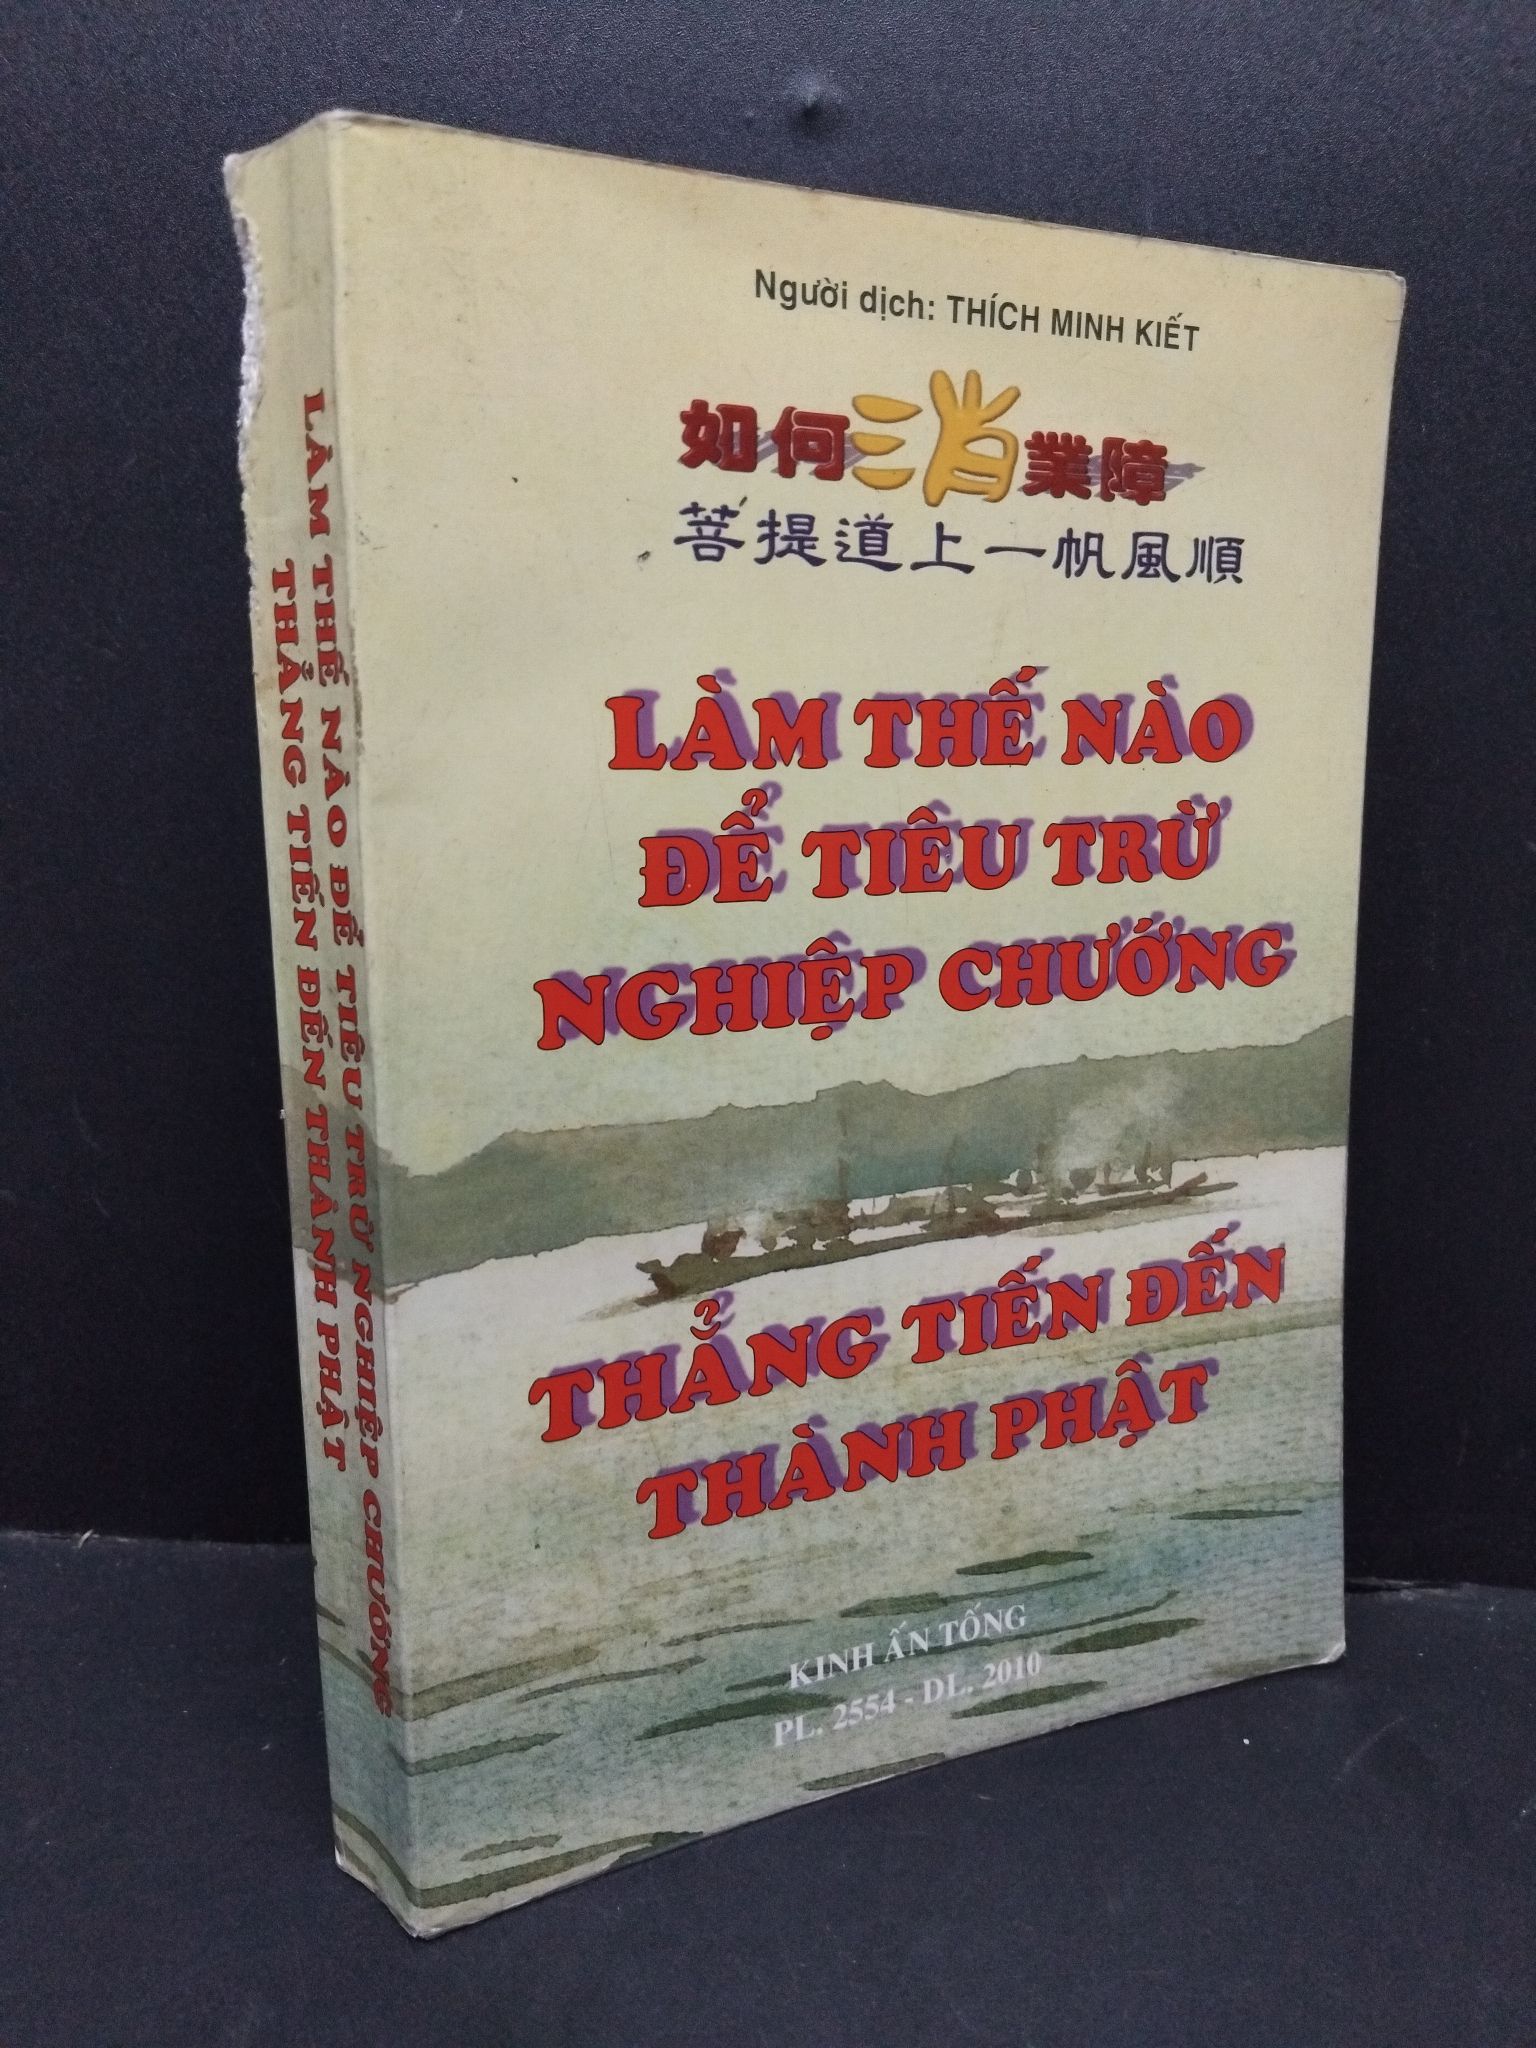 Người dịch: THÍCH MINH KIẾT
如何消業障
菩提道上一帆風順
LÀM THẾ NÀO
ĐỂ TIÊU TRỪ
NGHIỆP CHƯỚNG
THẲNG TIẾN ĐẾN
THÀNH PHẬT
KINH ẤN TỐNG
PL. 2554 - DL. 2010
LÀM THẾ NÀO ĐỂ TIÊU TRỪ NGHIỆP CHƯỚNG
THẲNG TIẾN ĐẾN THÀNH PHẬT